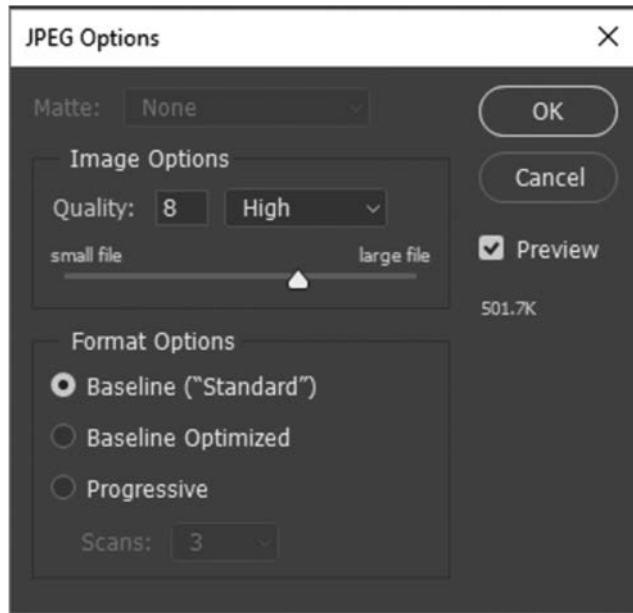 JPEG Options
Matte: None
OK
Image Options
Cancel
Quality: 8 High
Preview
small file large file
501.7K
Format Options
Baseline (“Standard”)
Baseline Optimized
Progressive
Scans: 3